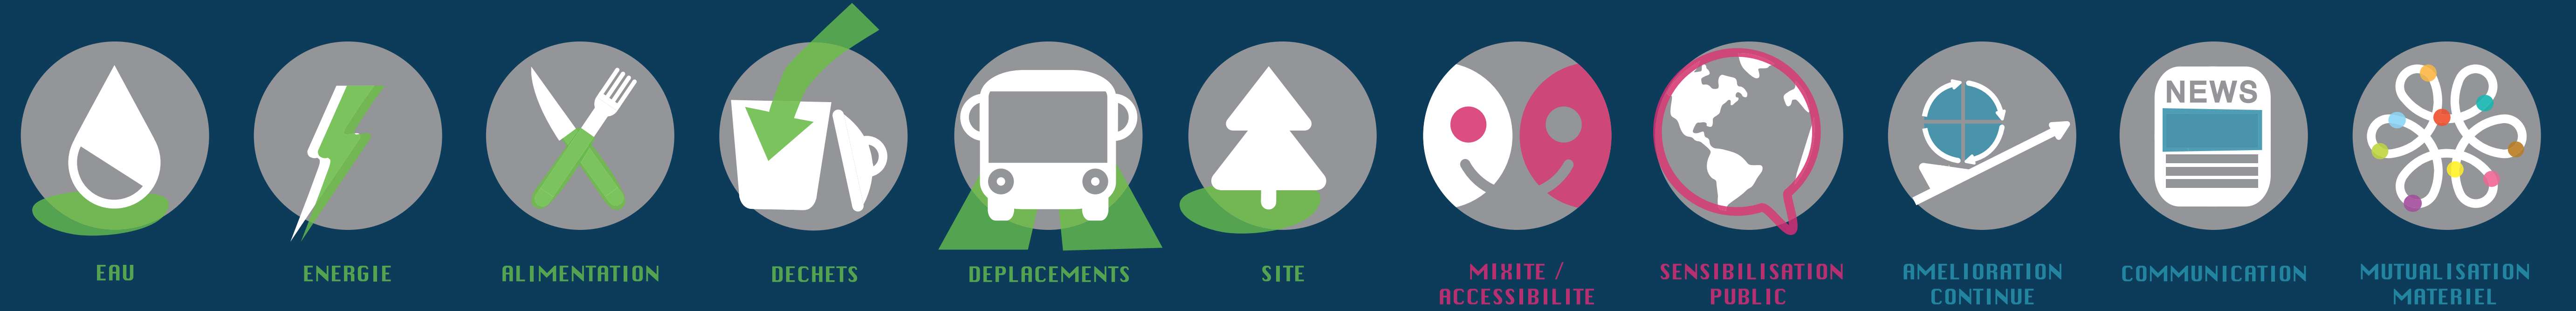 NEWS
EAU
ENERGIE
ALIMENTATION
DECHETS
DEPLACEMENTS
SITE
MIXITE /
ACCESSIBILITE
SENSIBILISATION
PUBLIC
AMELIORATION
CONTINUE
COMMUNICATION
MUTUALISATION
MATERIEL